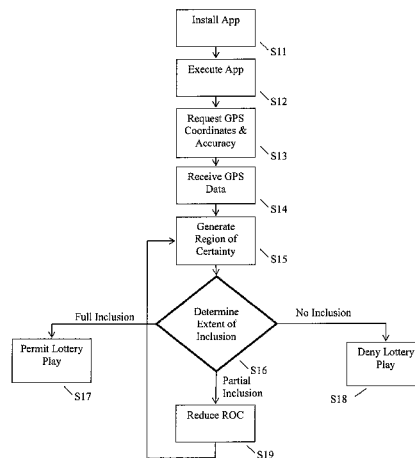 Install App
S11
Execute App
S12
Request GPS
Coordinates &
Accuracy
S13
Receive GPS
Data
S14
Generate
Region of
Certainty
S15
Determine
Extent of
Inclusion
S16
Full Inclusion
No Inclusion
Partial
Inclusion
Permit Lottery
Play
S17
Deny Lottery
Play
S18
Reduce ROC
S19